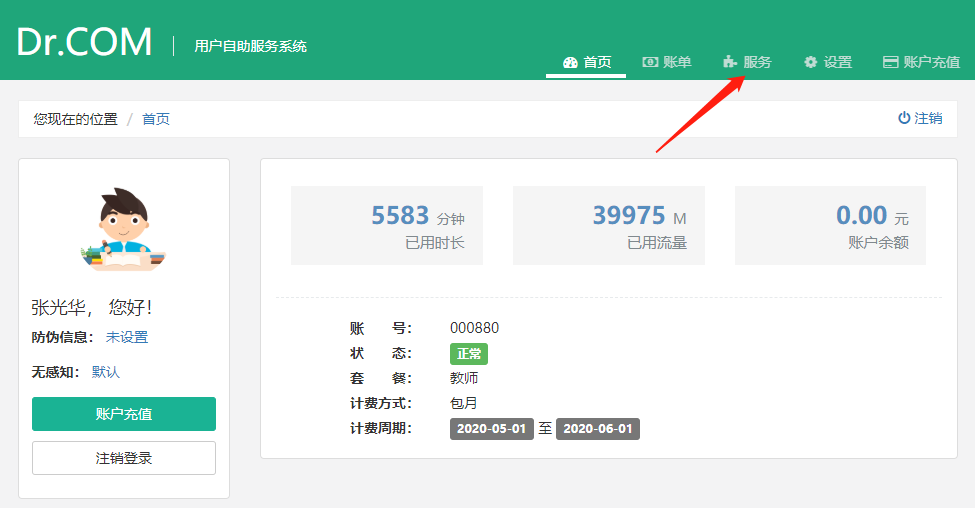 Dr.COM 用户自助服务系统
首页 账单 服务 设置 账户充值
您现在的位置 / 首页 注销
张光华， 您好！
防伪信息： 未设置
无感知： 默认
账户充值
注销登录
5583 分钟
已用时长
39975 M
已用流量
0.00 元
账户余额
账 号： 000880
状 态： 正常
套 餐： 教师
计费方式： 包月
计费周期： 2020-05-01 至 2020-06-01